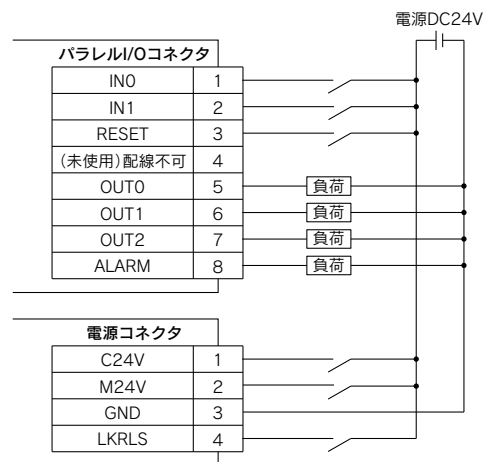 電源DC24V
パラレルI/Oコネクタ
IN0 1
IN1 2
RESET 3
(未使用)配線不可 4
OUT0 5 負荷
OUT1 6 負荷
OUT2 7 負荷
ALARM 8 負荷
電源コネクタ
C24V 1
M24V 2
GND 3
LKRLS 4